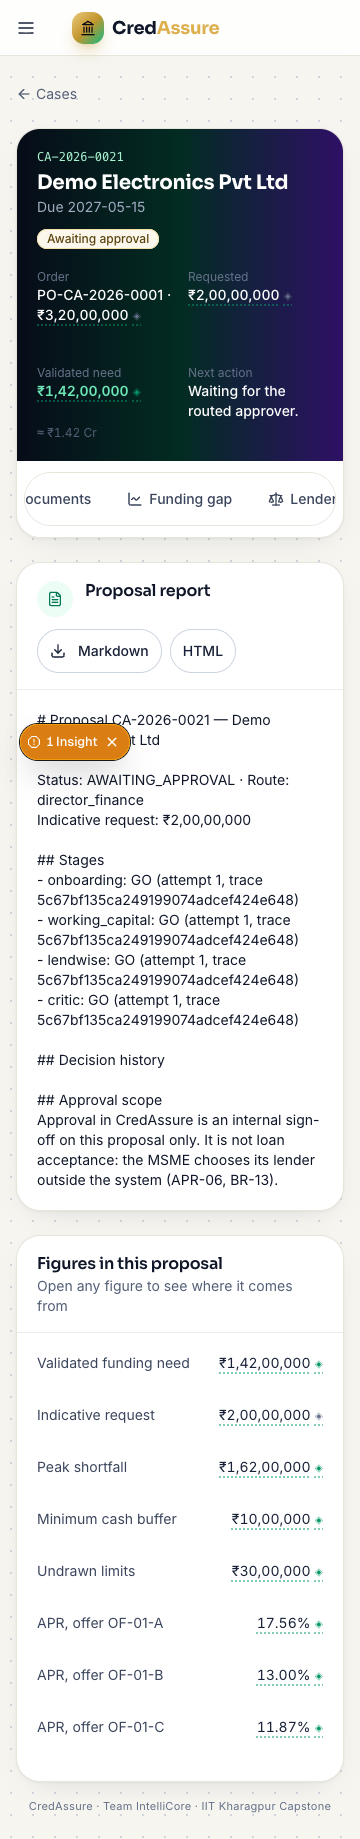 CredAssure
← Cases
CA-2026-0021
Demo Electronics Pvt Ltd
Due 2027-05-15
Awaiting approval
Order
PO-CA-2026-0001 ·
₹3,20,00,000
Requested
₹2,00,00,000
Validated need
₹1,42,00,000
≈ ₹1.42 Cr
Next action
Waiting for the
routed approver.
ocuments Funding gap Lender
Proposal report
Markdown HTML
# Proposal CA-2026-0021 — Demo
t Ltd
1 Insight
Status: AWAITING_APPROVAL · Route:
director_finance
Indicative request: ₹2,00,00,000
## Stages
- onboarding: GO (attempt 1, trace
5c67bf135ca249199074adcef424e648)
- working_capital: GO (attempt 1, trace
5c67bf135ca249199074adcef424e648)
- lendwise: GO (attempt 1, trace
5c67bf135ca249199074adcef424e648)
- critic: GO (attempt 1, trace
5c67bf135ca249199074adcef424e648)
## Decision history
## Approval scope
Approval in CredAssure is an internal sign-
off on this proposal only. It is not loan
acceptance: the MSME chooses its lender
outside the system (APR-06, BR-13).
Figures in this proposal
Open any figure to see where it comes
from
Validated funding need ₹1,42,00,000
Indicative request ₹2,00,00,000
Peak shortfall ₹1,62,00,000
Minimum cash buffer ₹10,00,000
Undrawn limits ₹30,00,000
APR, offer OF-01-A 17.56%
APR, offer OF-01-B 13.00%
APR, offer OF-01-C 11.87%
CredAssure · Team IntelliCore · IIT Kharagpur Capstone